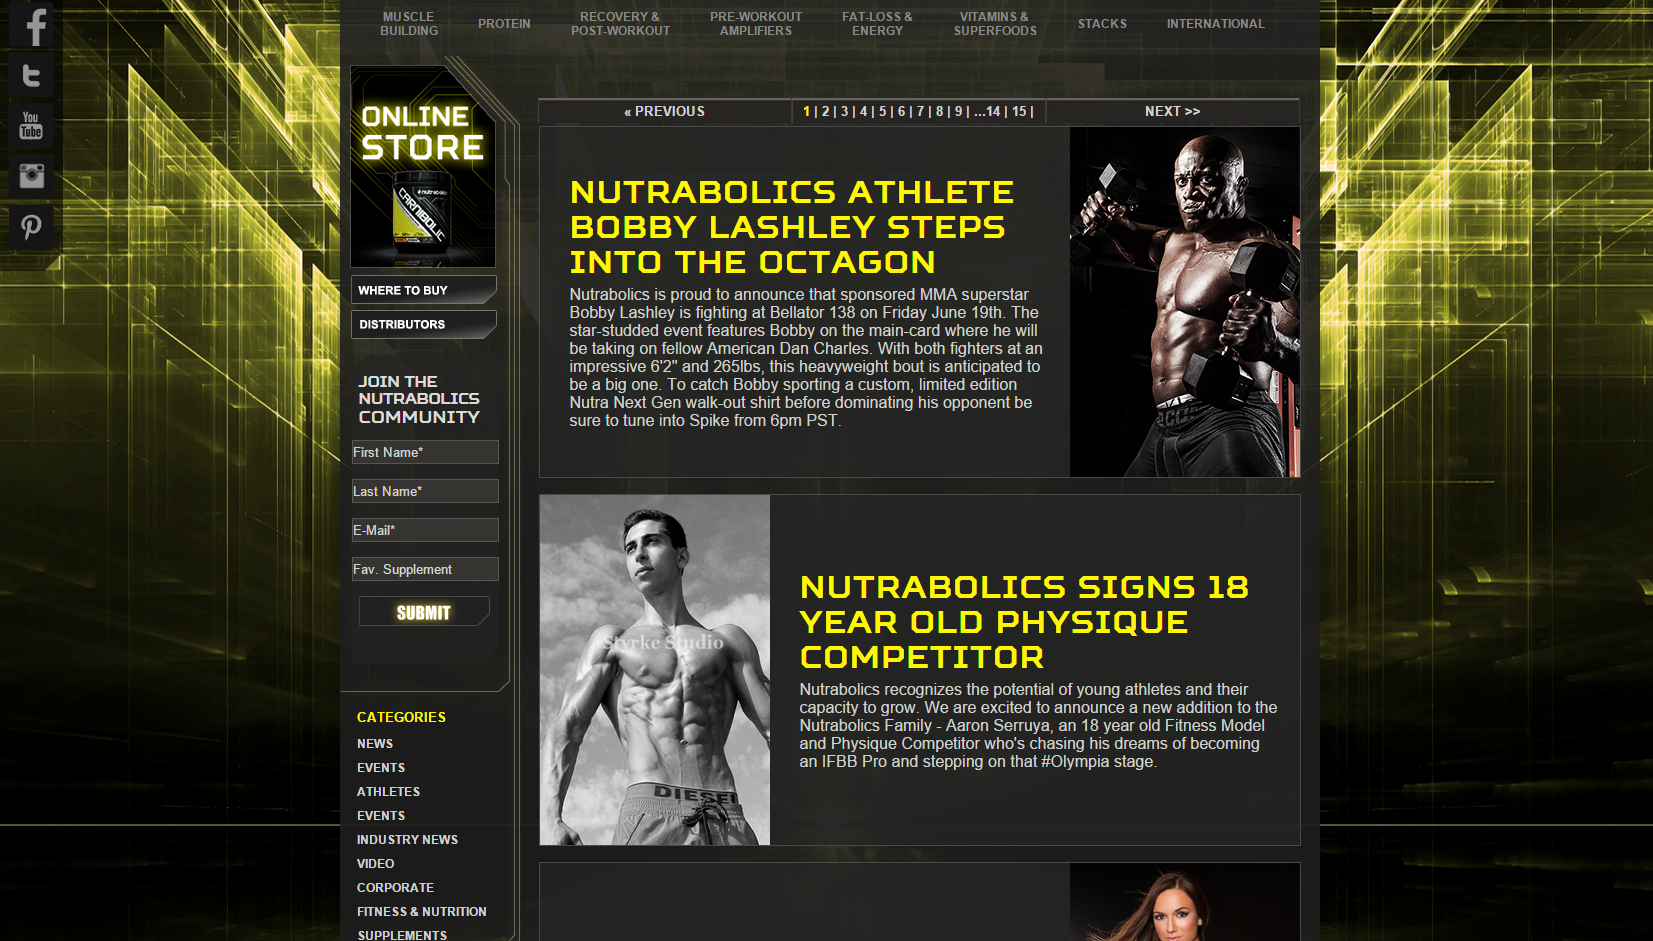 MUSCLE
BUILDING
PROTEIN
RECOVERY &
POST-WORKOUT
PRE-WORKOUT
AMPLIFIERS
FAT-LOSS &
ENERGY
VITAMINS &
SUPERFOODS
STACKS
INTERNATIONAL
You
Tube
ONLINE
STORE
nutrabolics
CARNIBOLIC
WHERE TO BUY
DISTRIBUTORS
JOIN THE
NUTRABOLICS
COMMUNITY
First Name*
Last Name*
E-Mail*
Fav. Supplement
SUBMIT
CATEGORIES
NEWS
EVENTS
ATHLETES
EVENTS
INDUSTRY NEWS
VIDEO
CORPORATE
FITNESS & NUTRITION
SUPPLEMENTS
« PREVIOUS
1 | 2 | 3 | 4 | 5 | 6 | 7 | 8 | 9 | ...14 | 15 |
NEXT >>
NUTRABOLICS ATHLETE
BOBBY LASHLEY STEPS
INTO THE OCTAGON
Nutrabolics is proud to announce that sponsored MMA superstar
Bobby Lashley is fighting at Bellator 138 on Friday June 19th. The
star-studded event features Bobby on the main-card where he will
be taking on fellow American Dan Charles. With both fighters at an
impressive 6'2" and 265lbs, this heavyweight bout is anticipated to
be a big one. To catch Bobby sporting a custom, limited edition
Nutra Next Gen walk-out shirt before dominating his opponent be
sure to tune into Spike from 6pm PST.
Styrke Studio
DIESEL
NUTRABOLICS SIGNS 18
YEAR OLD PHYSIQUE
COMPETITOR
Nutrabolics recognizes the potential of young athletes and their
capacity to grow. We are excited to announce a new addition to the
Nutrabolics Family - Aaron Serruya, an 18 year old Fitness Model
and Physique Competitor who's chasing his dreams of becoming
an IFBB Pro and stepping on that #Olympia stage.